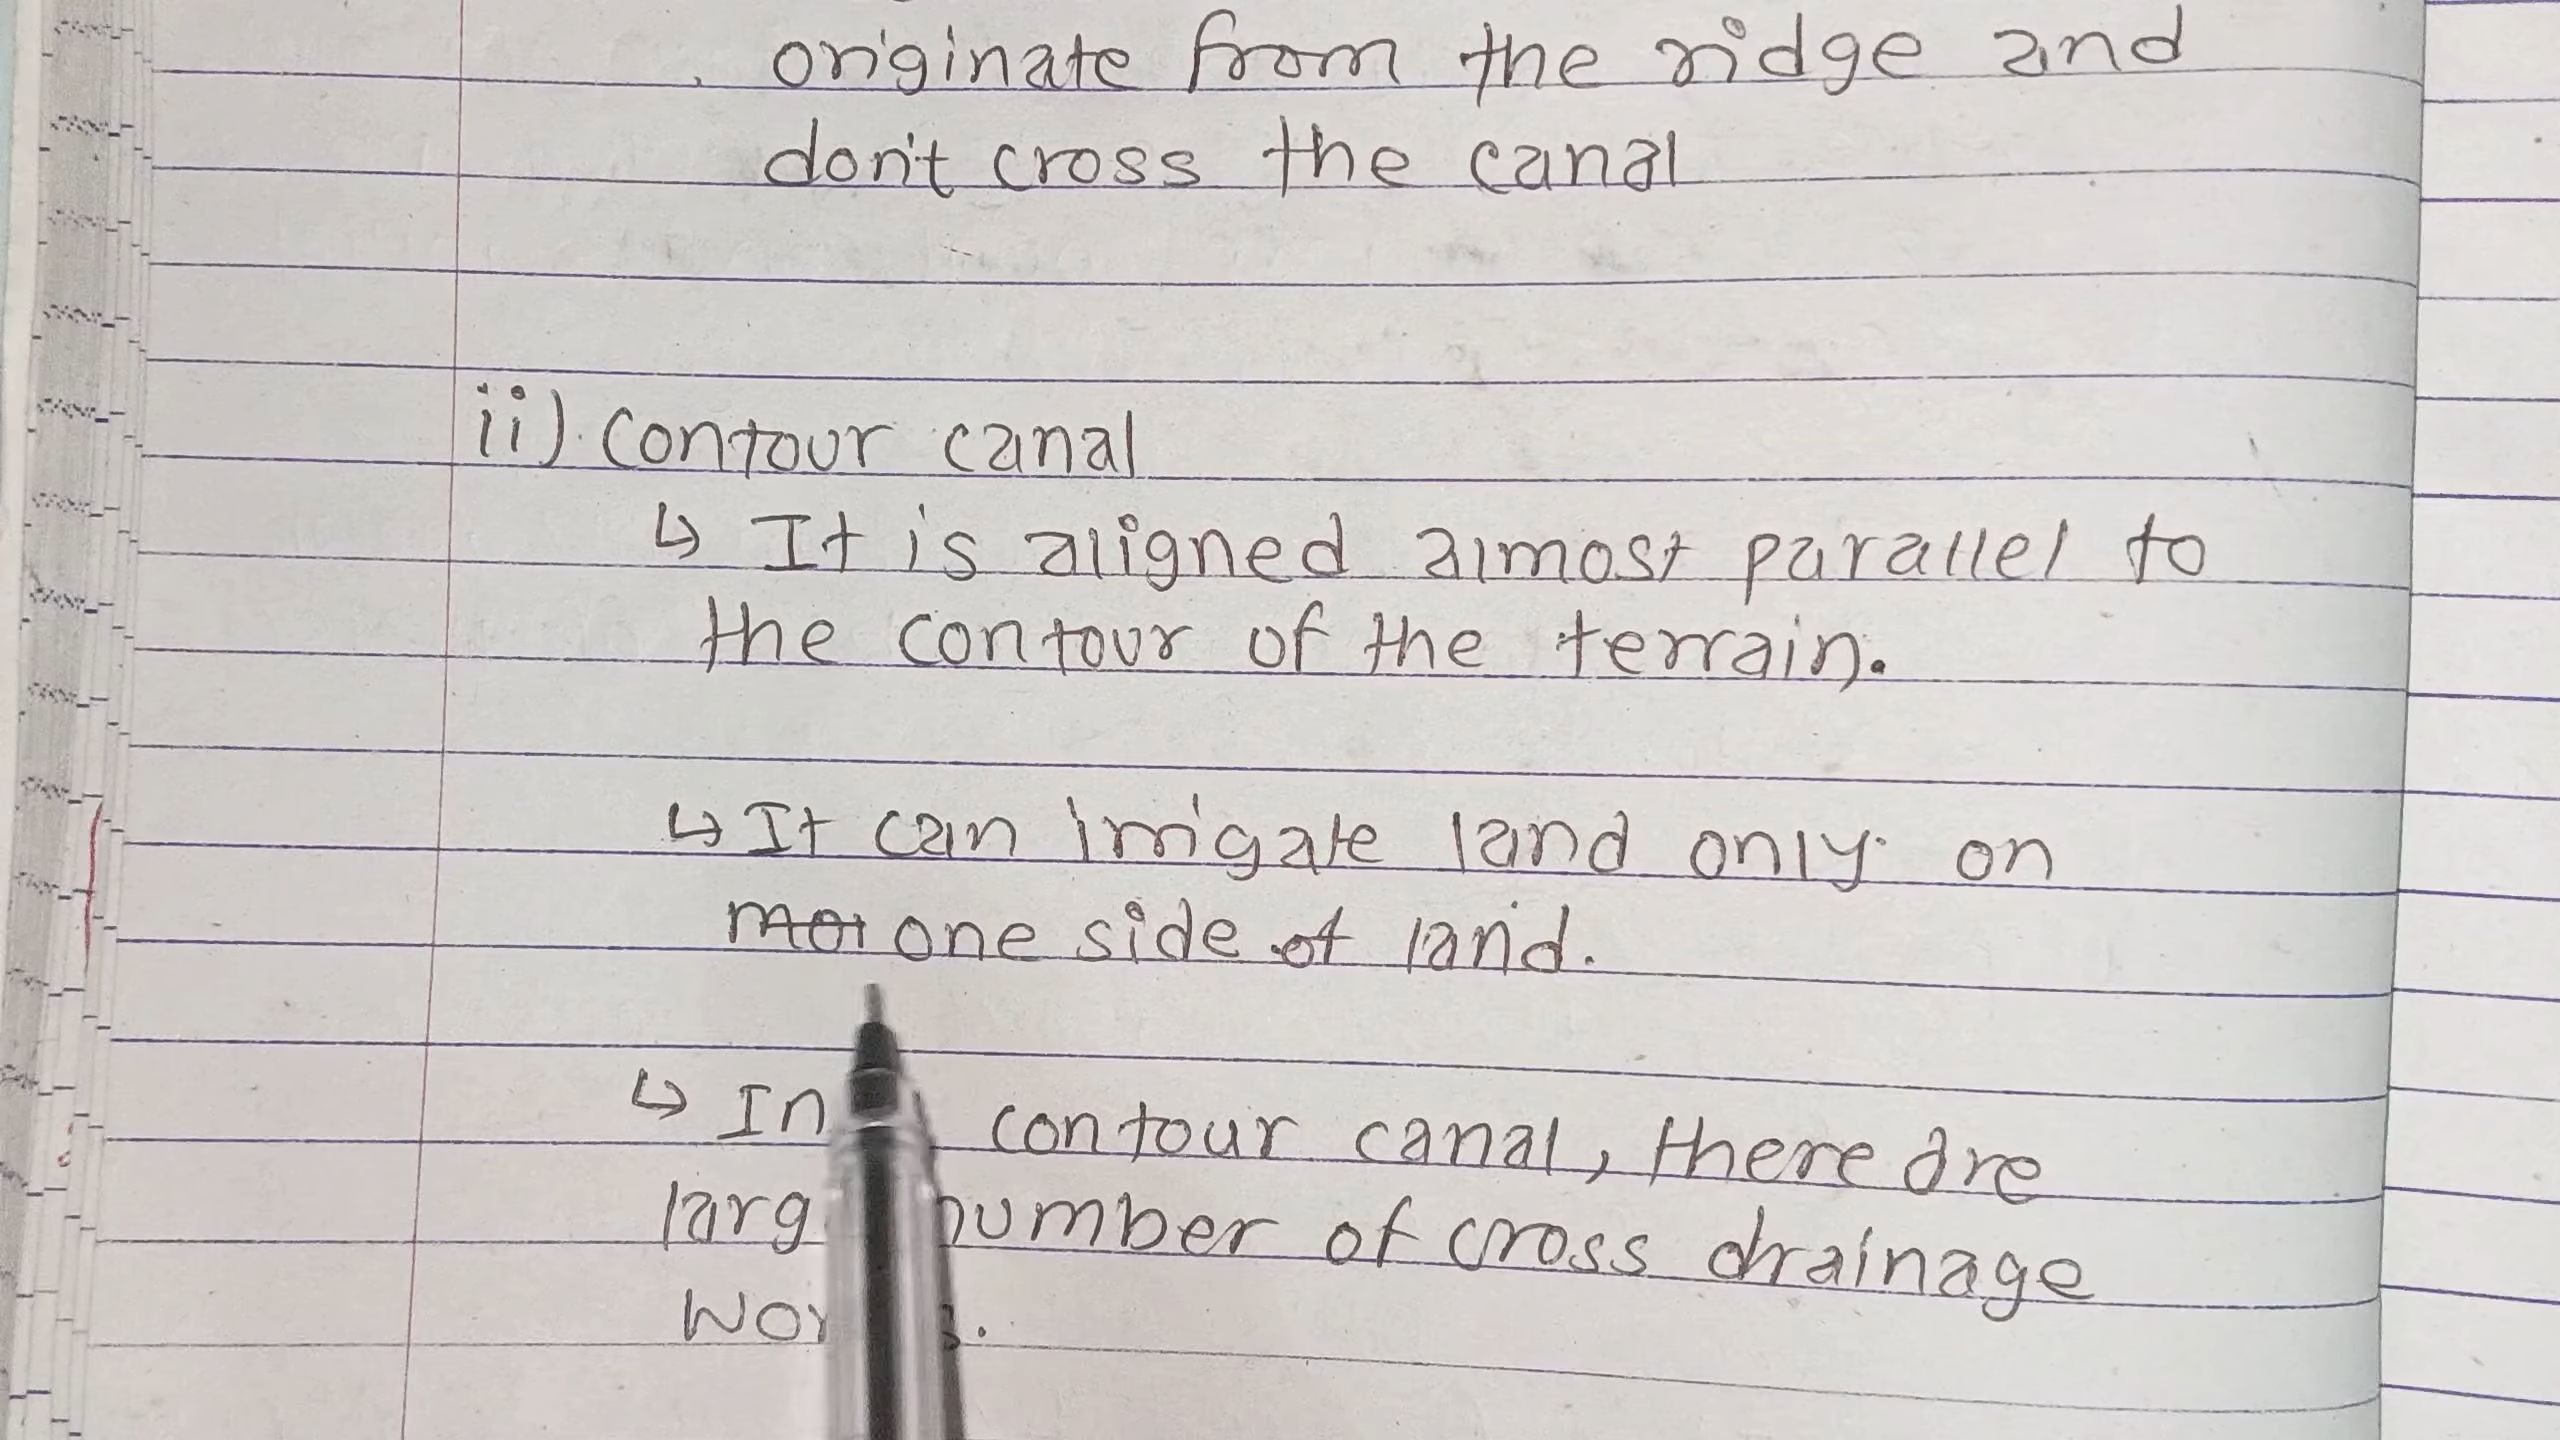 originate from the ridge and
don't cross the canal
ii) contour canal
↳ It is aligned almost parallel to
the contour of the terrain.
↳ It can irrigate land only on
one side of land.
↳ In contour canal, there are
number of cross drainage